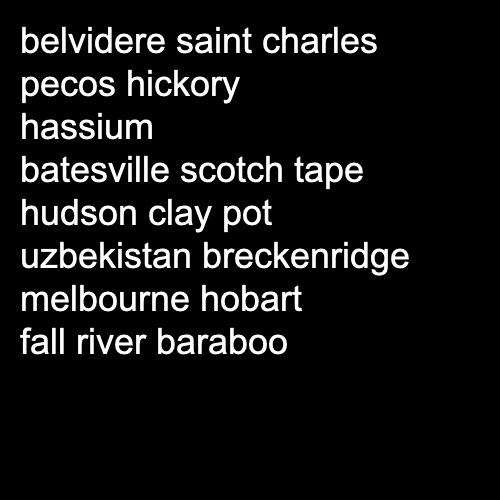 belvidere saint charles
pecos hickory
hassium
batesville scotch tape
hudson clay pot
uzbekistan breckenridge
melbourne hobart
fall river baraboo